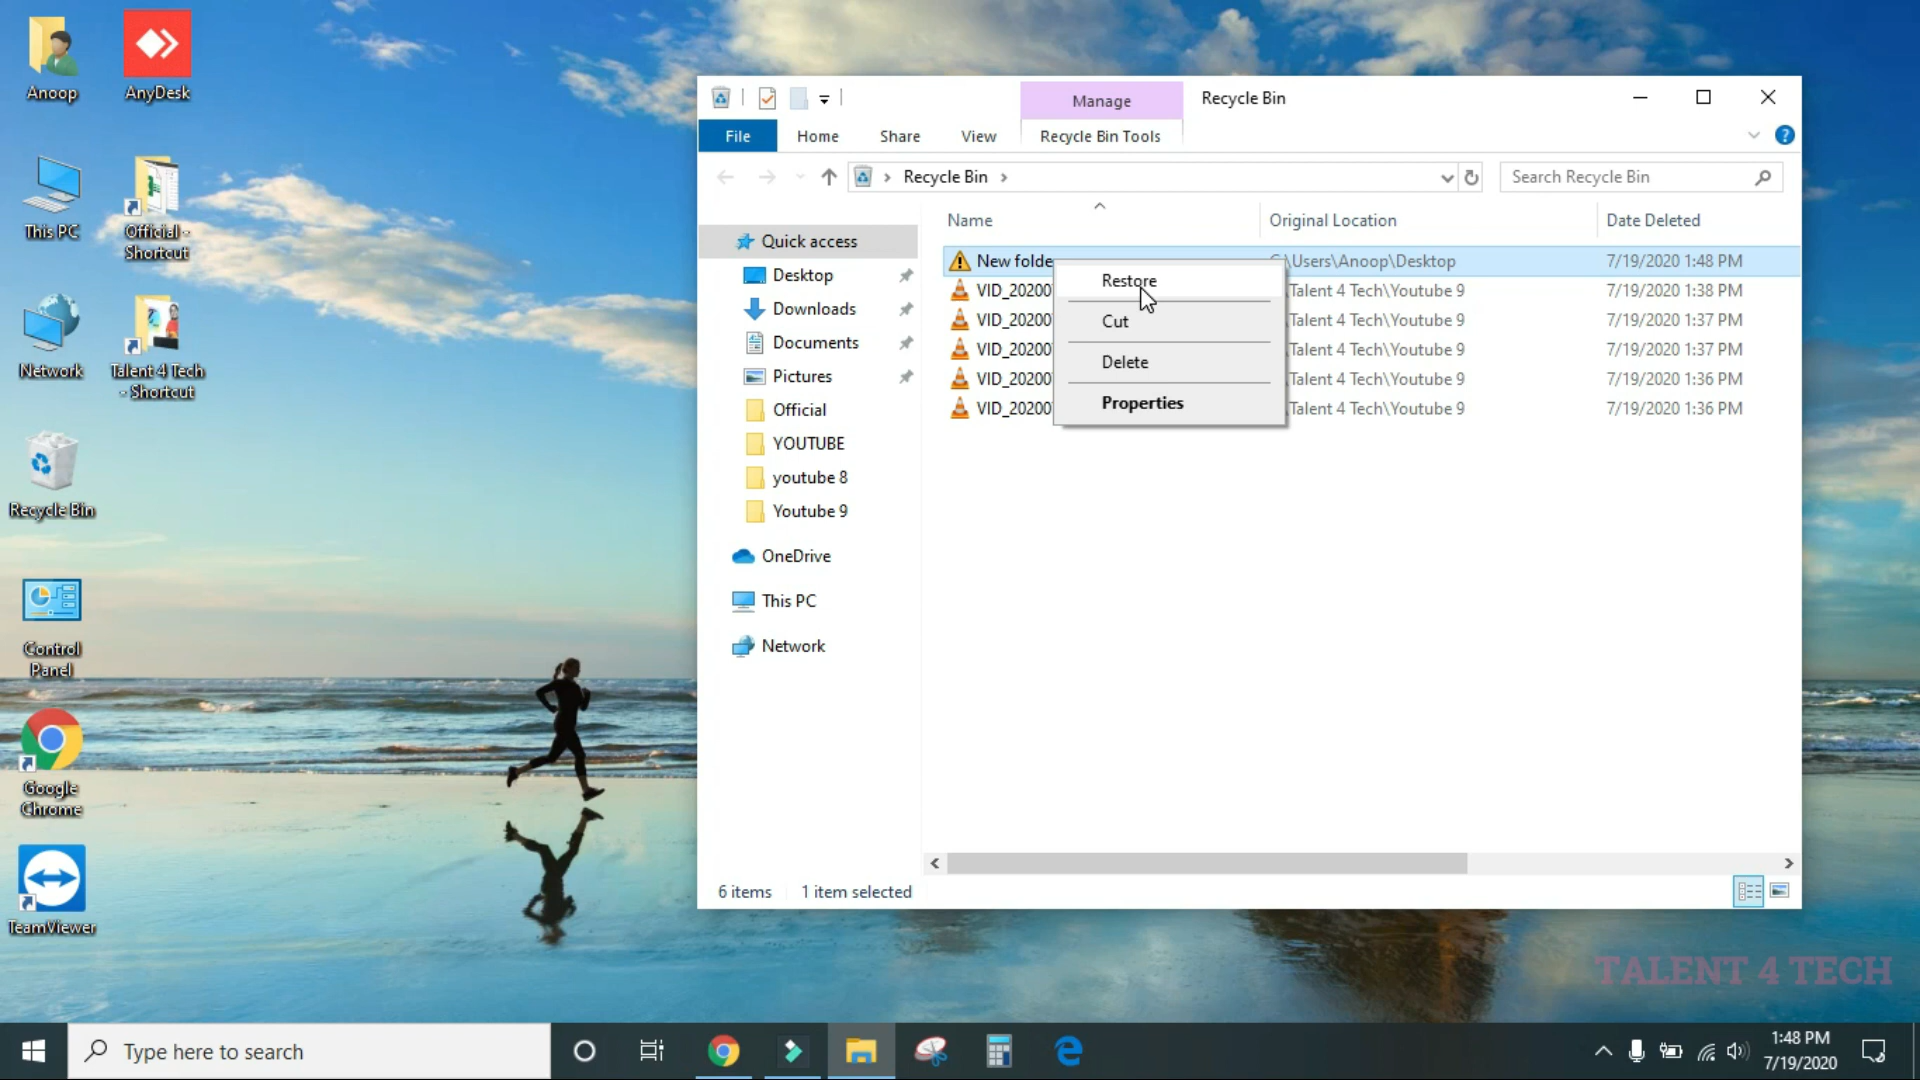 Anoop
AnyDesk
This PC
Official - Shortcut
Network
Talent 4 Tech - Shortcut
Recycle Bin
Control Panel
Google Chrome
TeamViewer
Manage
Recycle Bin
File
Home
Share
View
Recycle Bin Tools
Recycle Bin
Search Recycle Bin
Name
Original Location
Date Deleted
Quick access
Desktop
Downloads
Documents
Pictures
Official
YOUTUBE
youtube 8
Youtube 9
OneDrive
This PC
Network
New folde \Users\Anoop\Desktop 7/19/2020 1:48 PM
VID_20200 \Talent 4 Tech\Youtube 9 7/19/2020 1:38 PM
VID_20200 \Talent 4 Tech\Youtube 9 7/19/2020 1:37 PM
VID_20200 \Talent 4 Tech\Youtube 9 7/19/2020 1:37 PM
VID_20200 \Talent 4 Tech\Youtube 9 7/19/2020 1:36 PM
VID_20200 \Talent 4 Tech\Youtube 9 7/19/2020 1:36 PM
Restore
Cut
Delete
Properties
6 items 1 item selected
TALENT 4 TECH
Type here to search
1:48 PM
7/19/2020